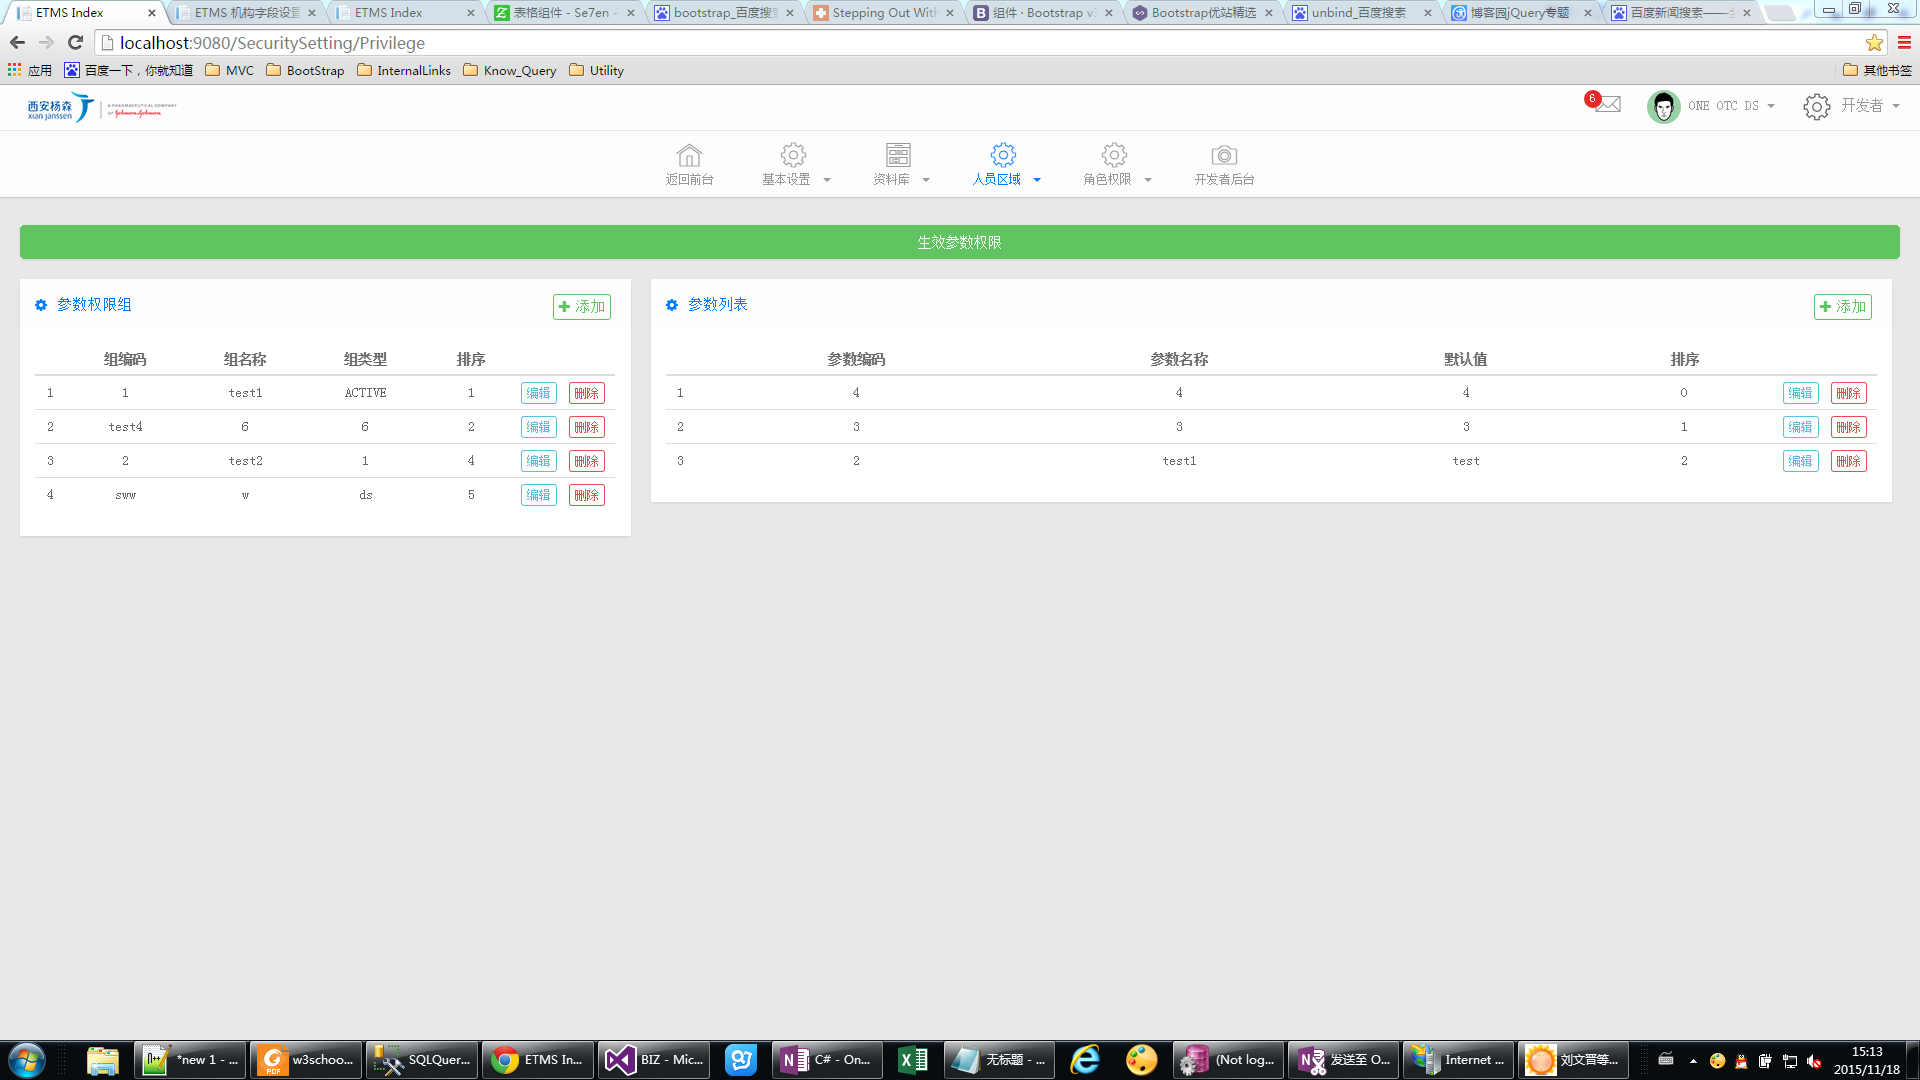 ETMS Index
ETMS 机构字段设置
ETMS Index
表格组件 - Se7en -
bootstrap_百度搜索
Stepping Out With
组件 · Bootstrap v3
Bootstrap优站精选
unbind_百度搜索
博客园jQuery专题
百度新闻搜索——全
localhost:9080/SecuritySetting/Privilege
应用
百度一下，你就知道
MVC
BootStrap
InternalLinks
Know_Query
Utility
其他书签
西安杨森
xian janssen
A PHARMACEUTICAL COMPANY
OF Johnson & Johnson
6
ONE OTC DS
开发者
返回前台
基本设置
资料库
人员区域
角色权限
开发者后台
生效参数权限
参数权限组
添加
组编码 组名称 组类型 排序
1 1 test1 ACTIVE 1 编辑 删除
2 test4 6 6 2 编辑 删除
3 2 test2 1 4 编辑 删除
4 sww w ds 5 编辑 删除
参数列表
添加
参数编码 参数名称 默认值 排序
1 4 4 4 0 编辑 删除
2 3 3 3 1 编辑 删除
3 2 test1 test 2 编辑 删除
*new 1 - ...
PDF
w3schoo...
SQLQuer...
ETMS In...
BIZ - Mic...
C# - On...
无标题 - ...
(Not log...
发送至 O...
Internet ...
刘文晋等...
15:13
2015/11/18